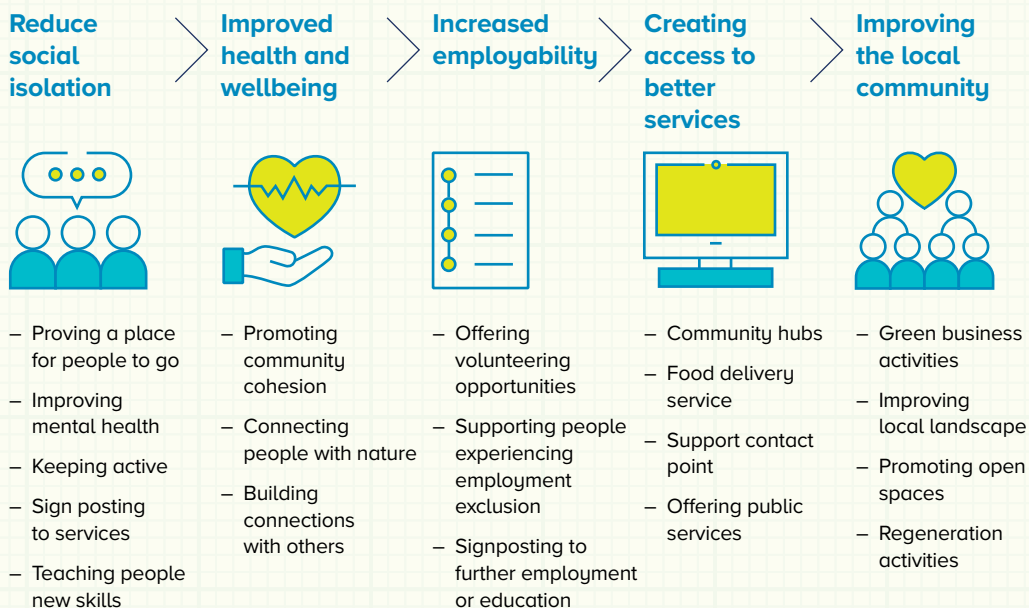 Reduce
social
isolation
Improved
health and
wellbeing
Increased
employability
Creating
access to
better
services
Improving
the local
community
– Proving a place
for people to go
– Improving
mental health
– Keeping active
– Sign posting
to services
– Teaching people
new skills
– Promoting
community
cohesion
– Connecting
people with nature
– Building
connections
with others
– Offering
volunteering
opportunities
– Supporting people
experiencing
employment
exclusion
– Signposting to
further employment
or education
– Community hubs
– Food delivery
service
– Support contact
point
– Offering public
services
– Green business
activities
– Improving
local landscape
– Promoting open
spaces
– Regeneration
activities